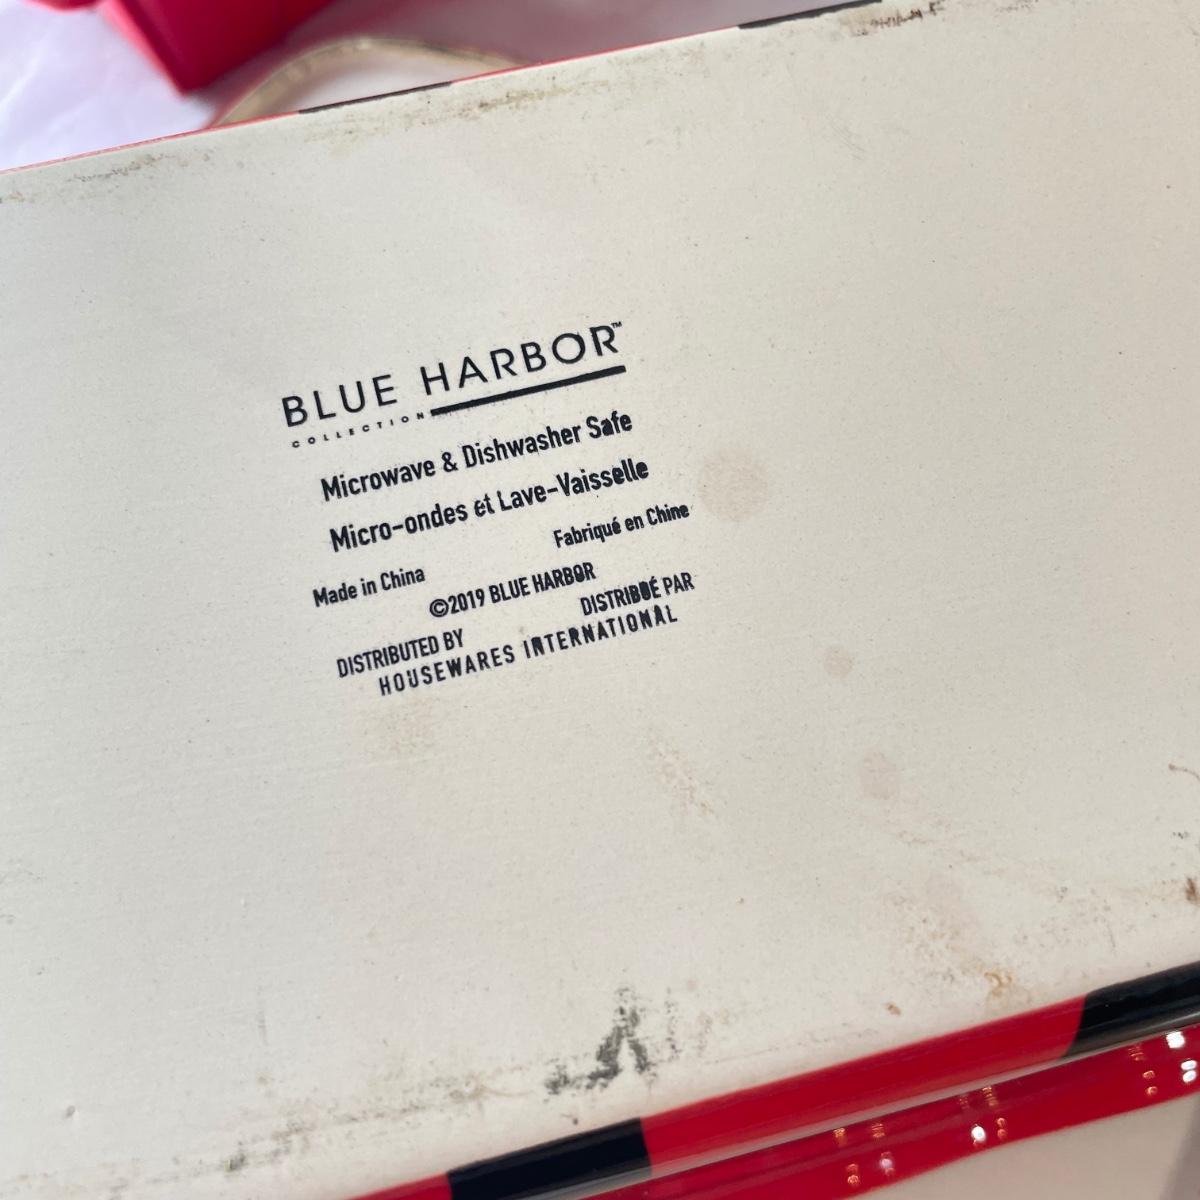 BLUE HARBOR™
COLLECTION
Microwave & Dishwasher Safe
Micro-ondes et Lave-Vaisselle
Made in China Fabriqué en Chine
©2019 BLUE HARBOR
DISTRIBUTED BY DISTRIBUÉ PAR
HOUSEWARES INTERNATIONAL